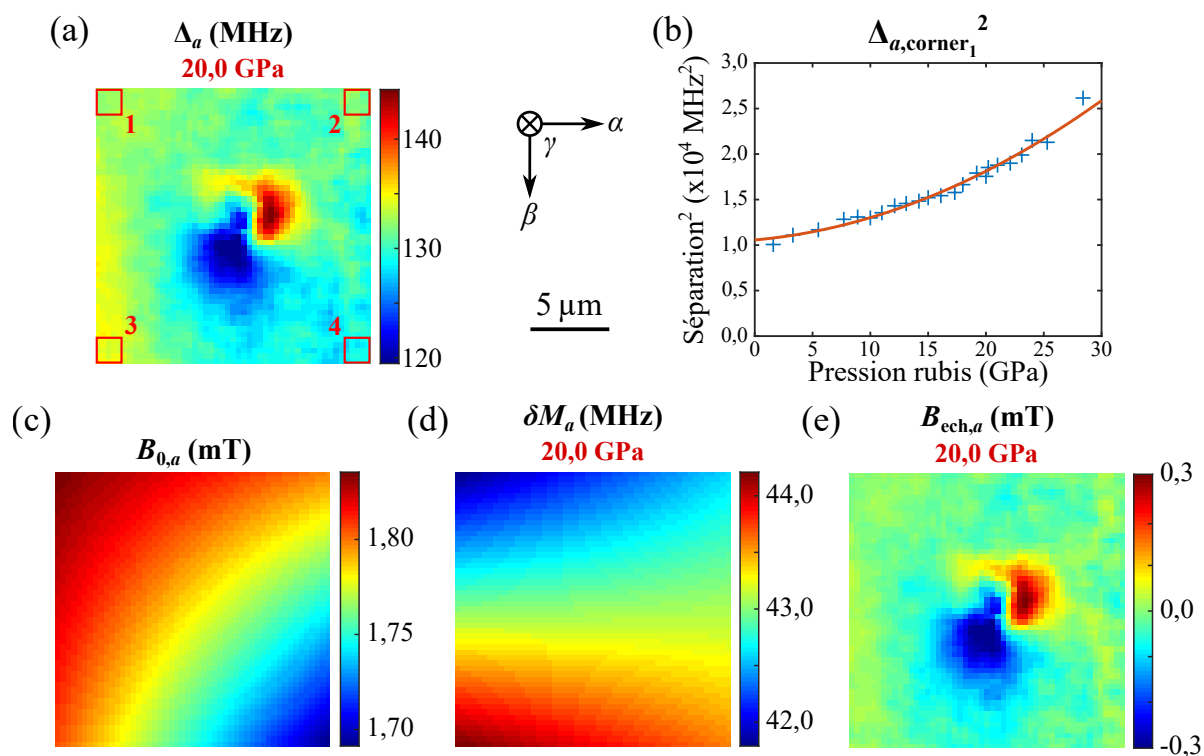 (a)
Δa (MHz)
20,0 GPa
1
2
3
4
140
130
120
α
γ
β
5 µm
(b)
Δa,corner1²
Séparation² (x10⁴ MHz²)
3,0
2,5
2,0
1,5
1,0
0,5
0,0
0 5 10 15 20 25 30
Pression rubis (GPa)
(c)
B0,a (mT)
1,80
1,75
1,70
(d)
δMa (MHz)
20,0 GPa
44,0
43,0
42,0
(e)
Bech,a (mT)
20,0 GPa
0,3
0,0
-0,3